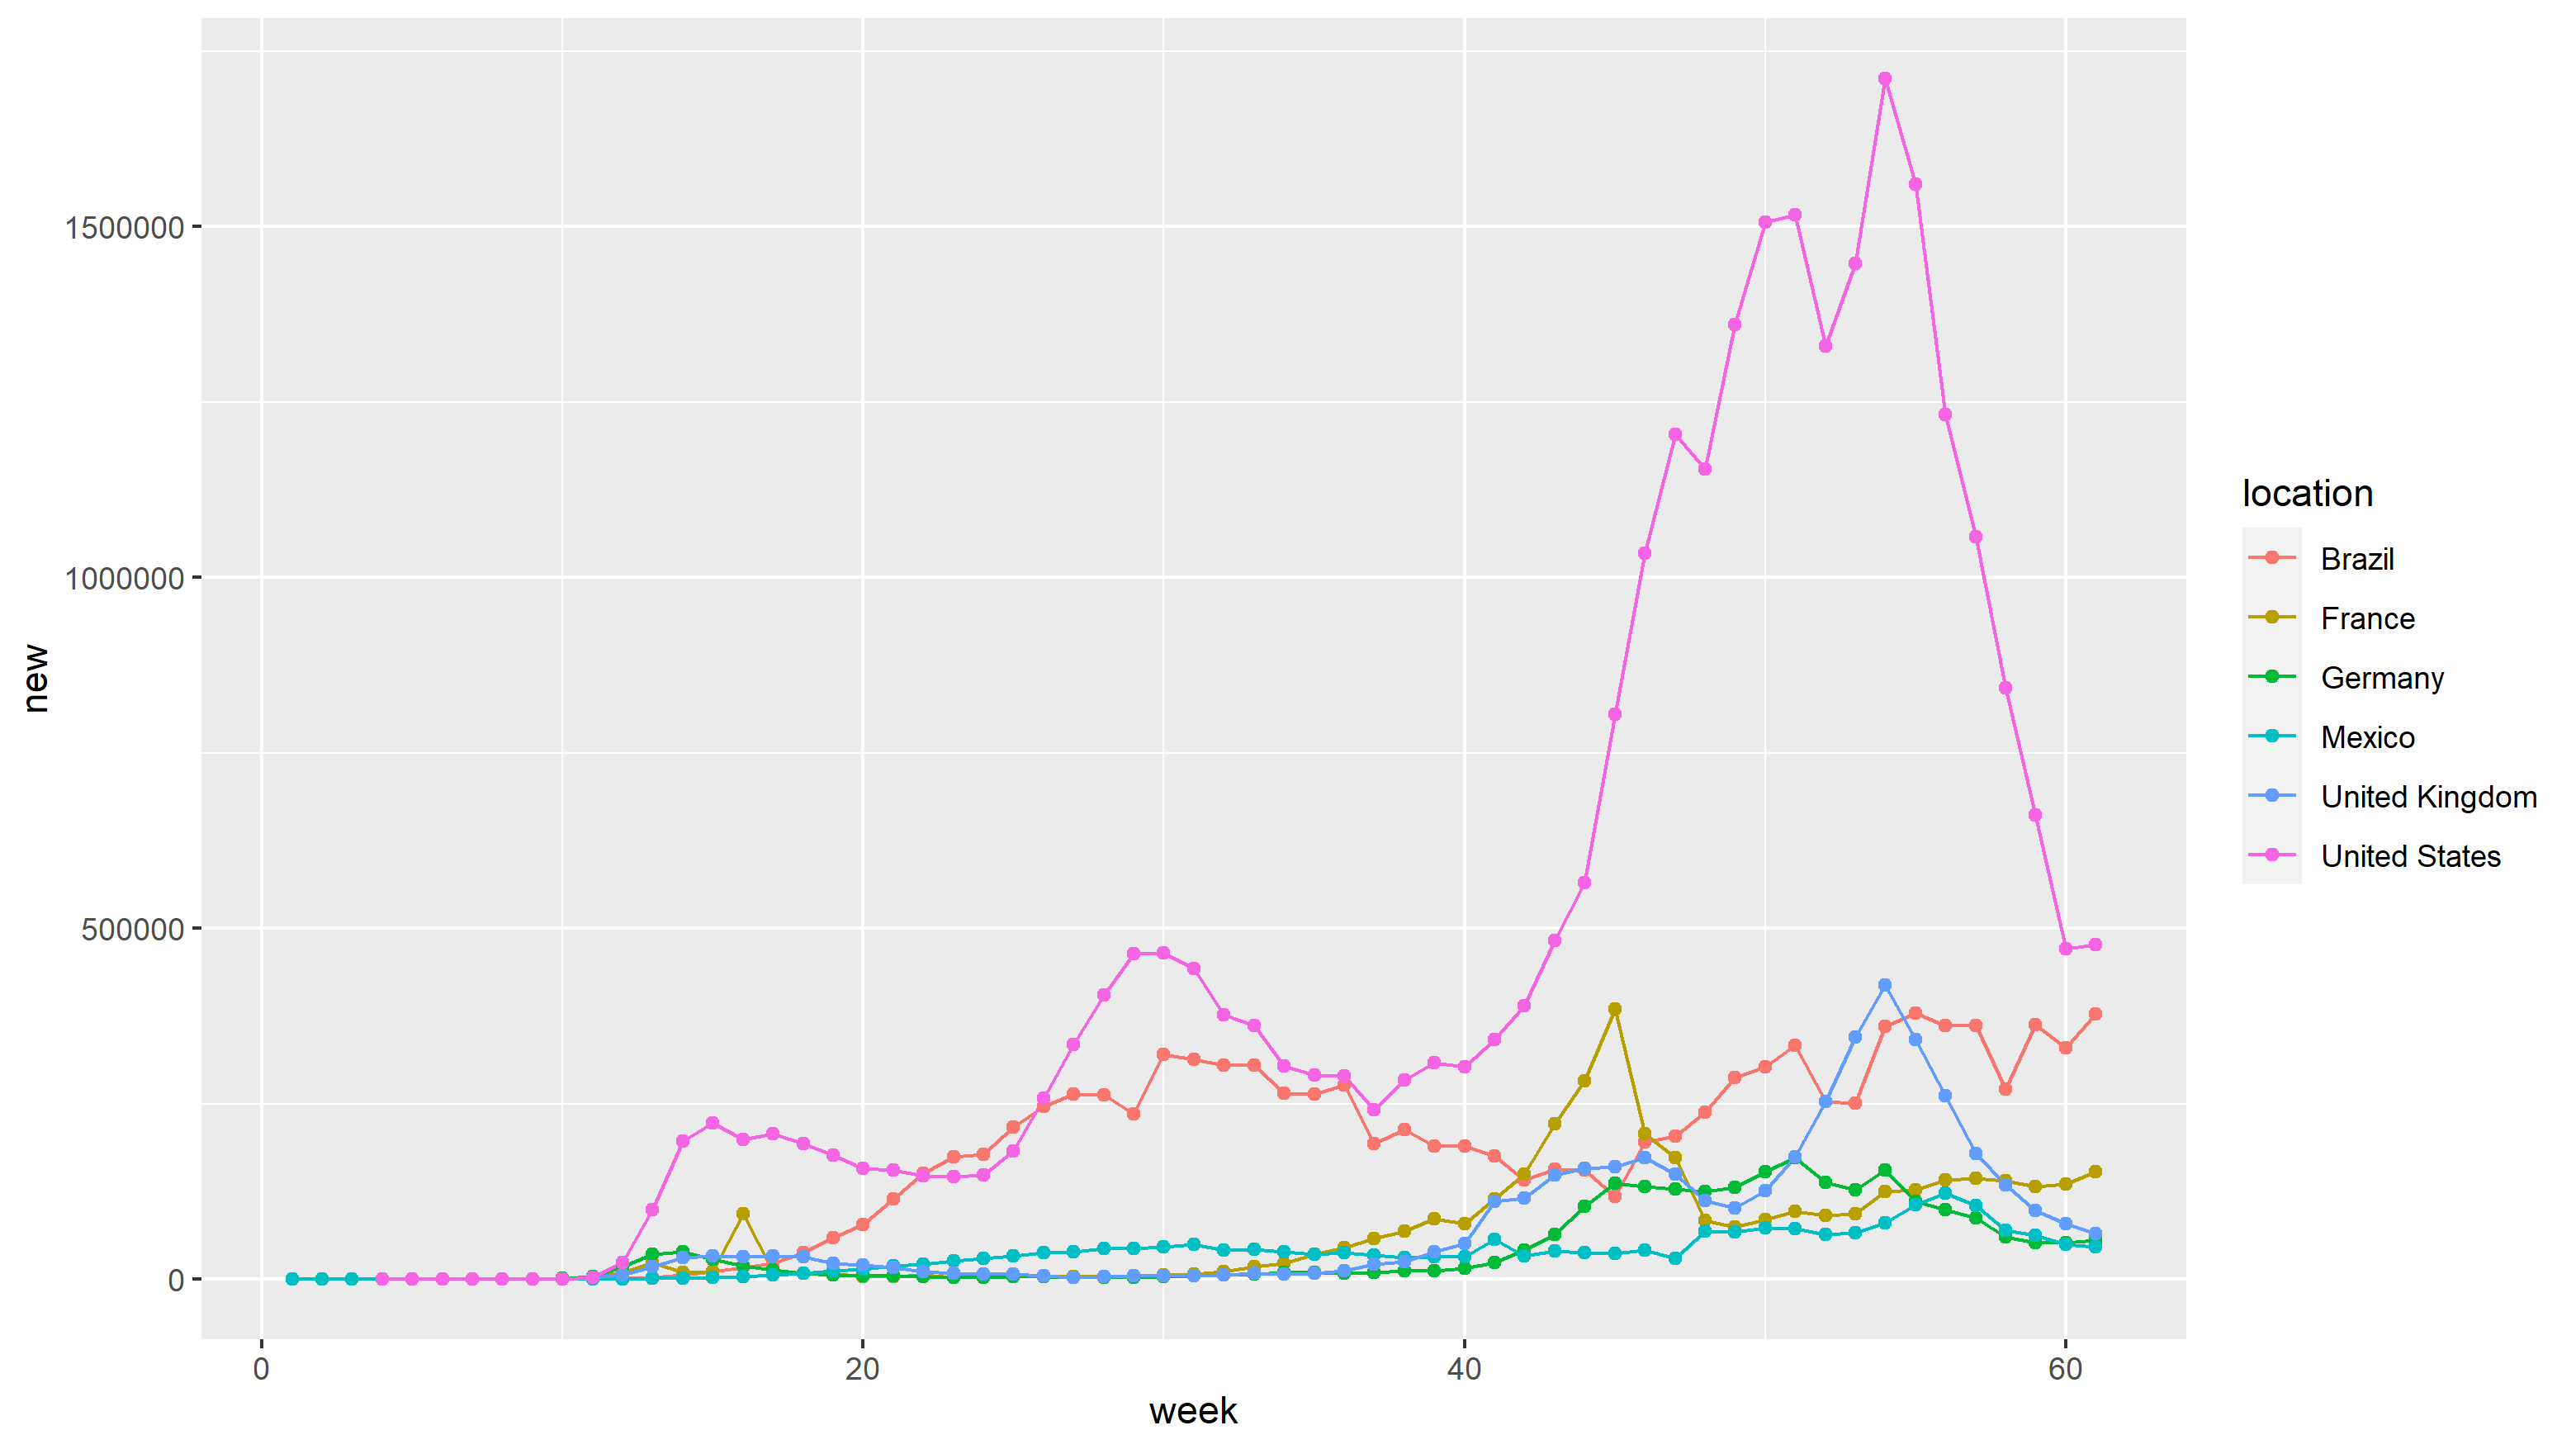 new
1500000
1000000
500000
0
0
20
40
60
week
location
Brazil
France
Germany
Mexico
United Kingdom
United States